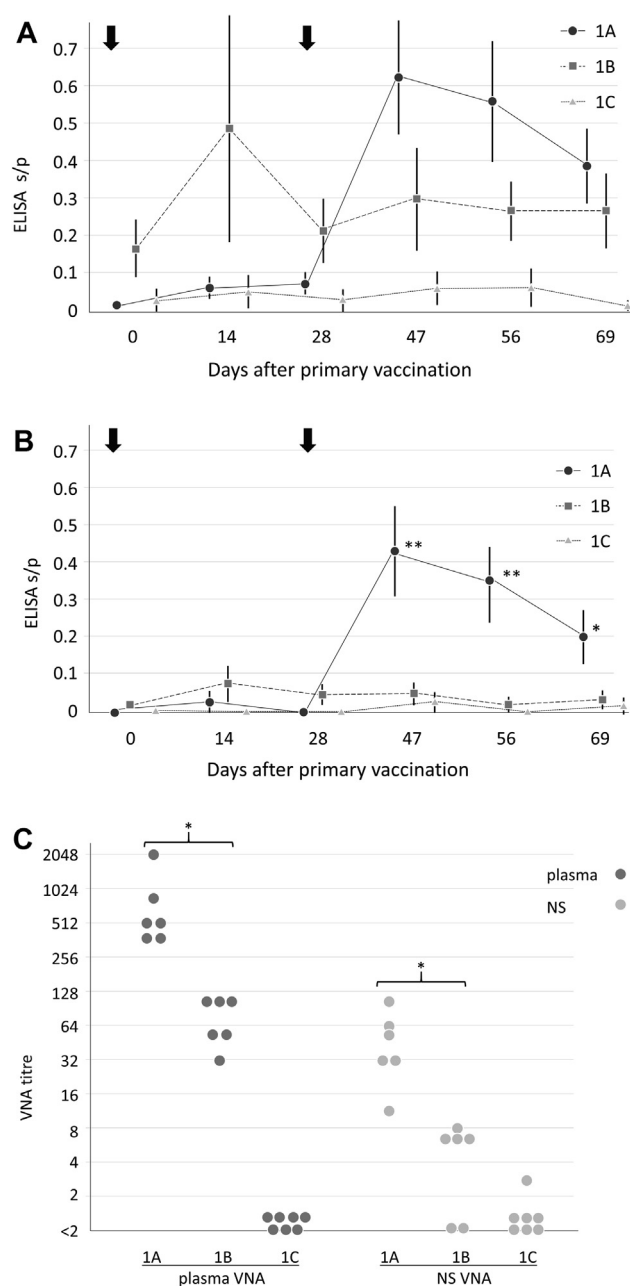 A
0.7
0.6
0.5
0.4
0.3
0.2
0.1
0
ELISA s/p
1A
1B
1C
0 14 28 47 56 69
Days after primary vaccination
B
0.7
0.6
0.5
0.4
0.3
0.2
0.1
0
ELISA s/p
1A
1B
1C
**
**
*
0 14 28 47 56 69
Days after primary vaccination
C
2048
1024
512
256
128
64
32
16
8
4
2
<2
VNA titre
*
*
plasma
NS
1A 1B 1C 1A 1B 1C
plasma VNA NS VNA